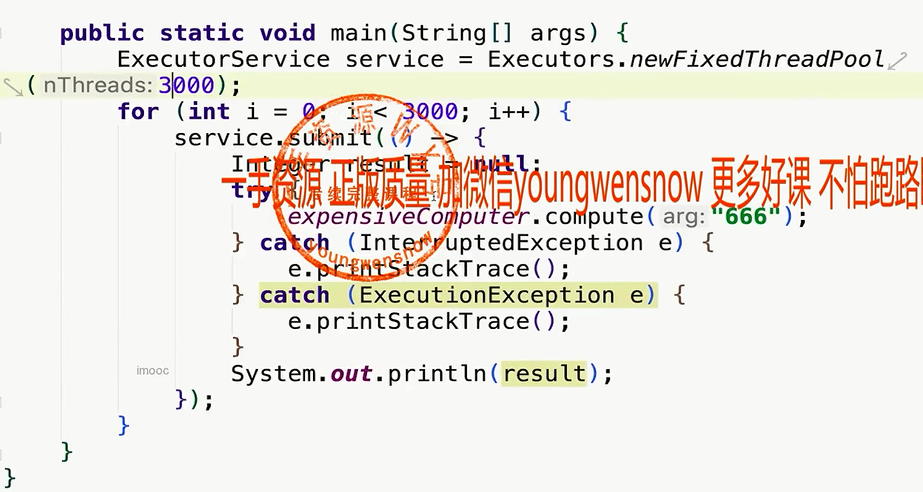 public static void main(String[] args) {
ExecutorService service = Executors.newFixedThreadPool
( nThreads: 3000);
for (int i = 0; i < 3000; i++) {
service.submit(() -> {
Integer result = null;
try
一手资源 正版质量 加微信youngwensnow 更多好课 不怕跑路
expensiveComputer.compute( arg: "666");
youngwensnow
} catch (InterruptedException e) {
e.printStackTrace();
} catch (ExecutionException e) {
e.printStackTrace();
}
imooc
System.out.println(result);
});
}
}
}